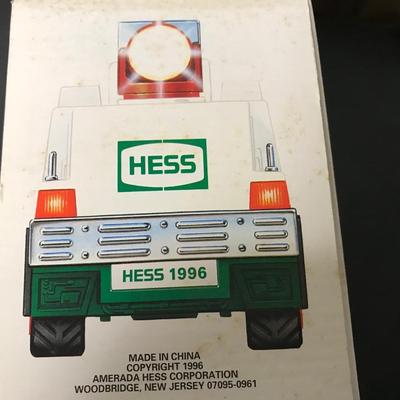 HESS
HESS 1996
MADE IN CHINA
COPYRIGHT 1996
AMERADA HESS CORPORATION
WOODBRIDGE, NEW JERSEY 07095-0961